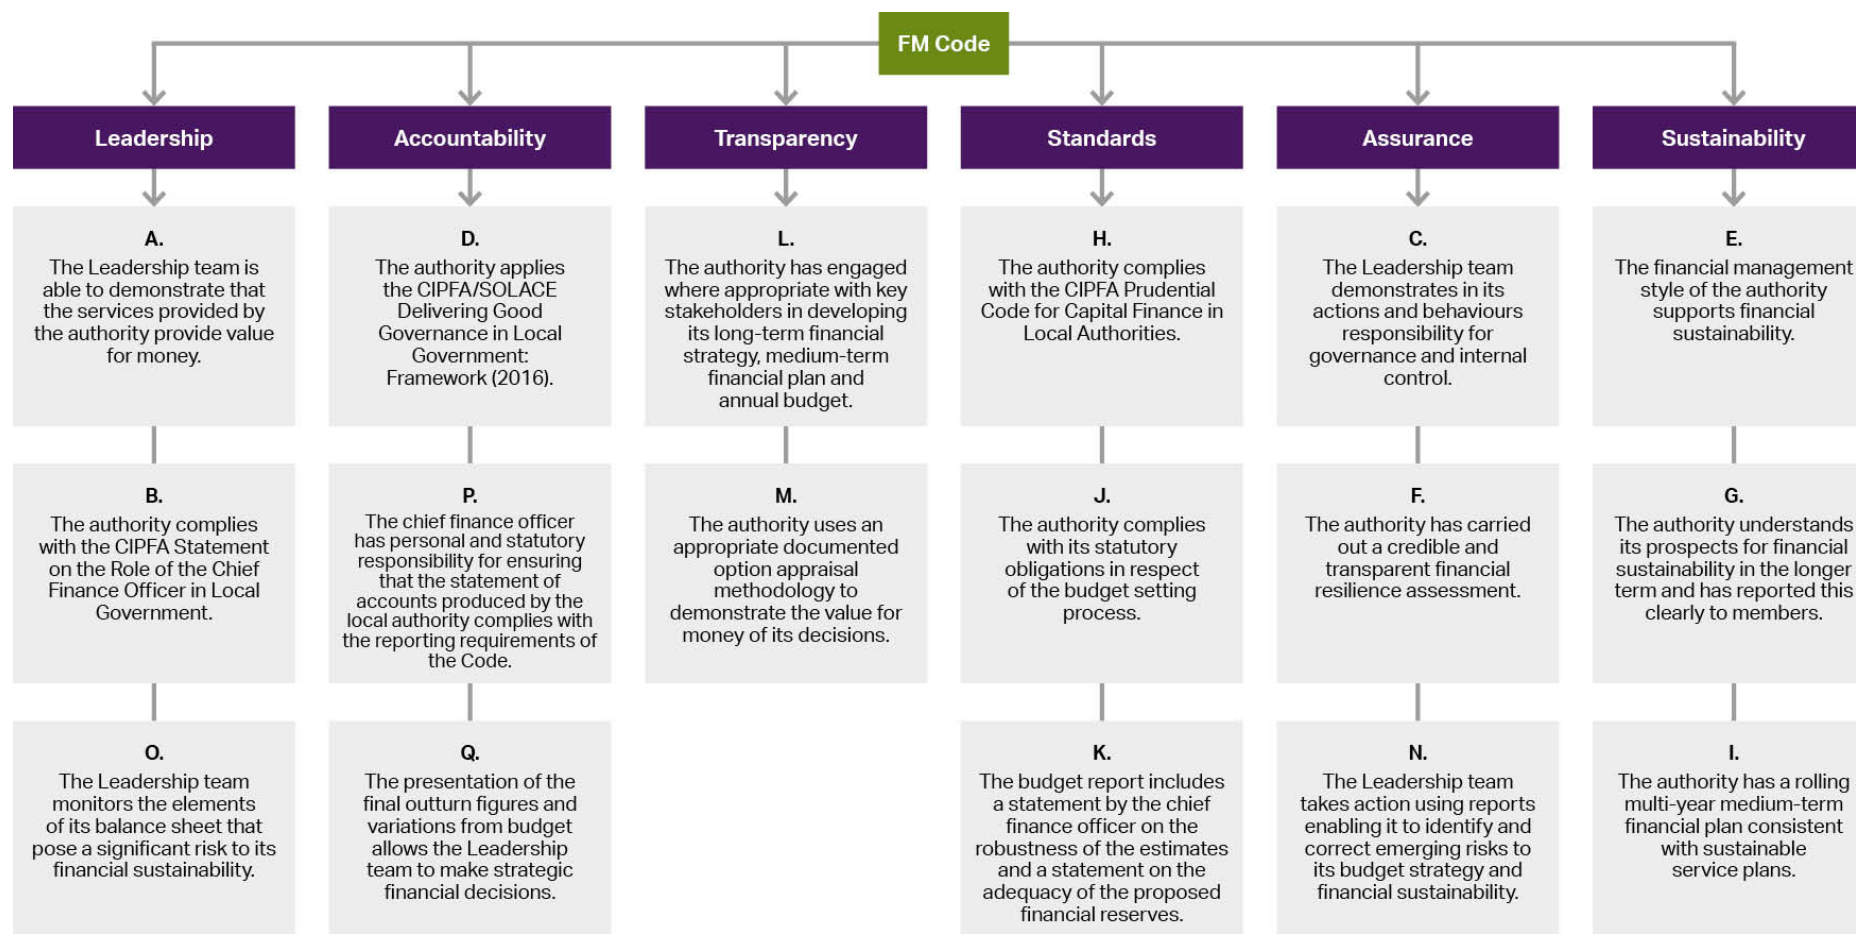 FM Code
Leadership
Accountability
Transparency
Standards
Assurance
Sustainability
A.
The Leadership team is
able to demonstrate that
the services provided by
the authority provide value
for money.
D.
The authority applies
the CIPFA/SOLACE
Delivering Good
Governance in Local
Government:
Framework (2016).
L.
The authority has engaged
where appropriate with key
stakeholders in developing
its long-term financial
strategy, medium-term
financial plan and
annual budget.
H.
The authority complies
with the CIPFA Prudential
Code for Capital Finance in
Local Authorities.
C.
The Leadership team
demonstrates in its
actions and behaviours
responsibility for
governance and internal
control.
E.
The financial management
style of the authority
supports financial
sustainability.
B.
The authority complies
with the CIPFA Statement
on the Role of the Chief
Finance Officer in Local
Government.
P.
The chief finance officer
has personal and statutory
responsibility for ensuring
that the statement of
accounts produced by the
local authority complies with
the reporting requirements of
the Code.
M.
The authority uses an
appropriate documented
option appraisal
methodology to
demonstrate the value for
money of its decisions.
J.
The authority complies
with its statutory
obligations in respect
of the budget setting
process.
F.
The authority has carried
out a credible and
transparent financial
resilience assessment.
G.
The authority understands
its prospects for financial
sustainability in the longer
term and has reported this
clearly to members.
O.
The Leadership team
monitors the elements
of its balance sheet that
pose a significant risk to its
financial sustainability.
Q.
The presentation of the
final outturn figures and
variations from budget
allows the Leadership
team to make strategic
financial decisions.
K.
The budget report includes
a statement by the chief
finance officer on the
robustness of the estimates
and a statement on the
adequacy of the proposed
financial reserves.
N.
The Leadership team
takes action using reports
enabling it to identify and
correct emerging risks to
its budget strategy and
financial sustainability.
I.
The authority has a rolling
multi-year medium-term
financial plan consistent
with sustainable
service plans.